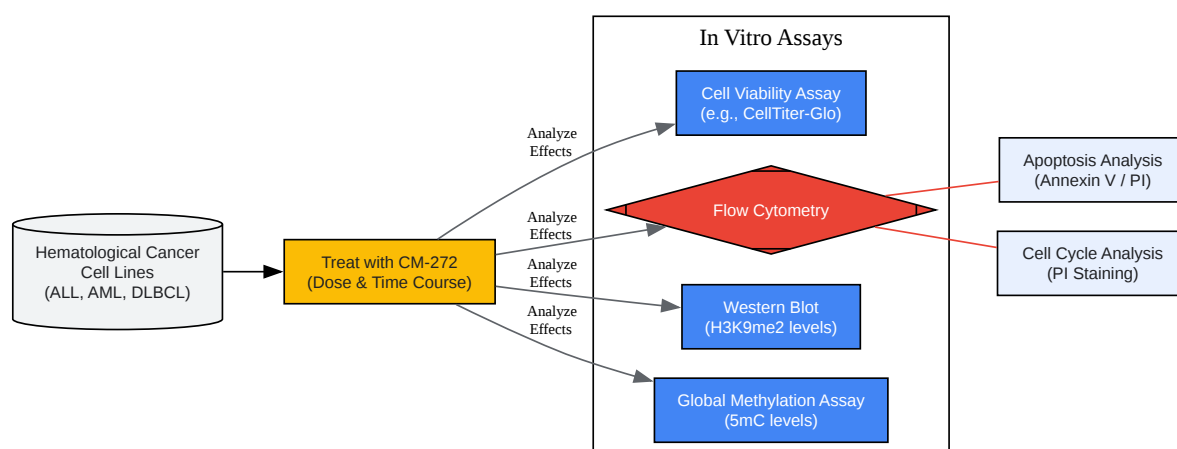 In Vitro Assays
Cell Viability Assay
(e.g., CellTiter-Glo)
Analyze
Effects
Apoptosis Analysis
(Annexin V / PI)
Flow Cytometry
Hematological Cancer
Cell Lines
(ALL, AML, DLBCL)
Treat with CM-272
(Dose & Time Course)
Analyze
Effects
Cell Cycle Analysis
(PI Staining)
Analyze
Effects
Western Blot
(H3K9me2 levels)
Analyze
Effects
Global Methylation Assay
(5mC levels)